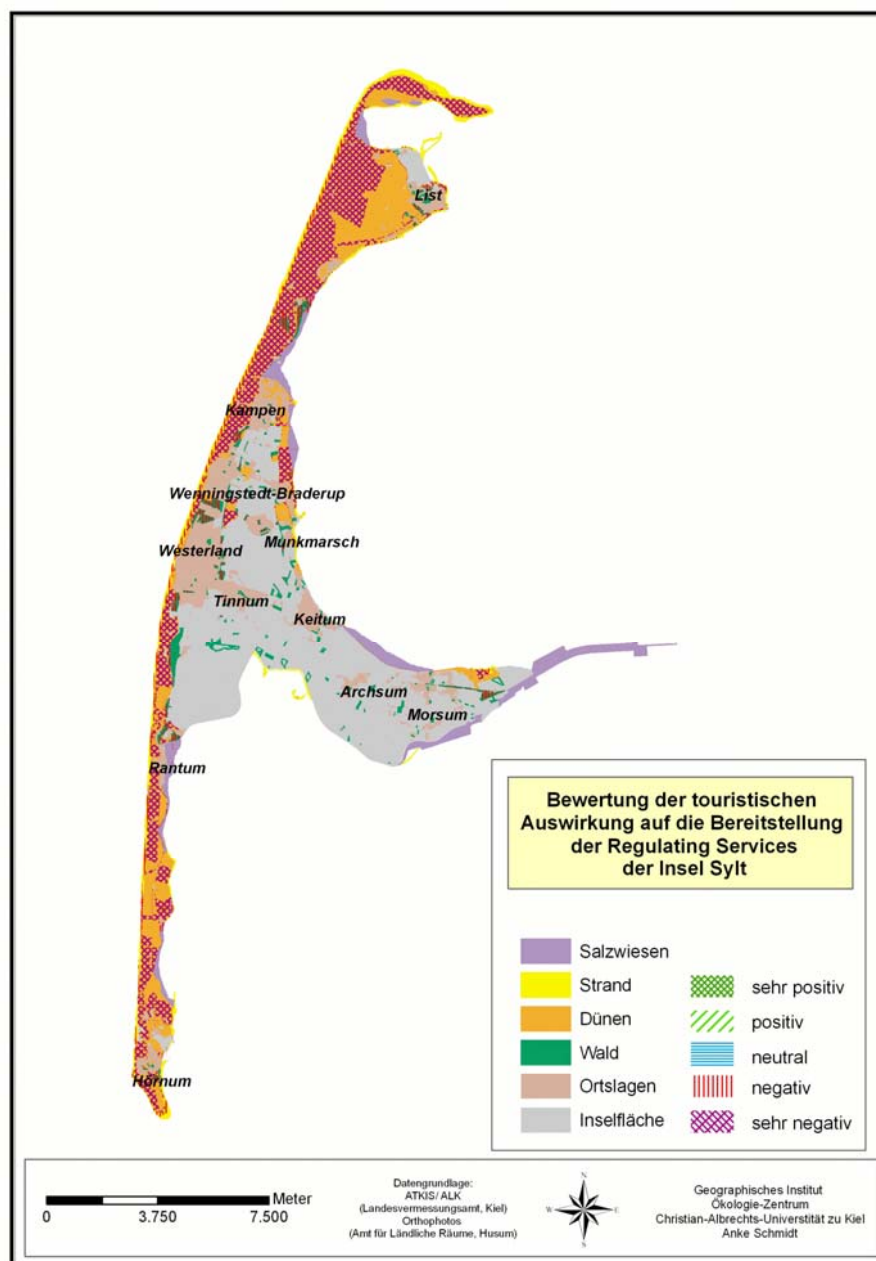 List
Kampen
Wenningstedt-Braderup
Westerland
Munkmarsch
Tinnum
Keitum
Archsum
Morsum
Rantum
Hörnum
Bewertung der touristischen
Auswirkung auf die Bereitstellung
der Regulating Services
der Insel Sylt
Salzwiesen
Strand
Dünen
Wald
Ortslagen
Inselfläche
sehr positiv
positiv
neutral
negativ
sehr negativ
Meter
0 3.750 7.500
Datengrundlage:
ATKIS/ ALK
(Landesvermessungsamt, Kiel)
Orthophotos
(Amt für Ländliche Räume, Husum)
N
W E
S
Geographisches Institut
Ökologie-Zentrum
Christian-Albrechts-Universtität zu Kiel
Anke Schmidt